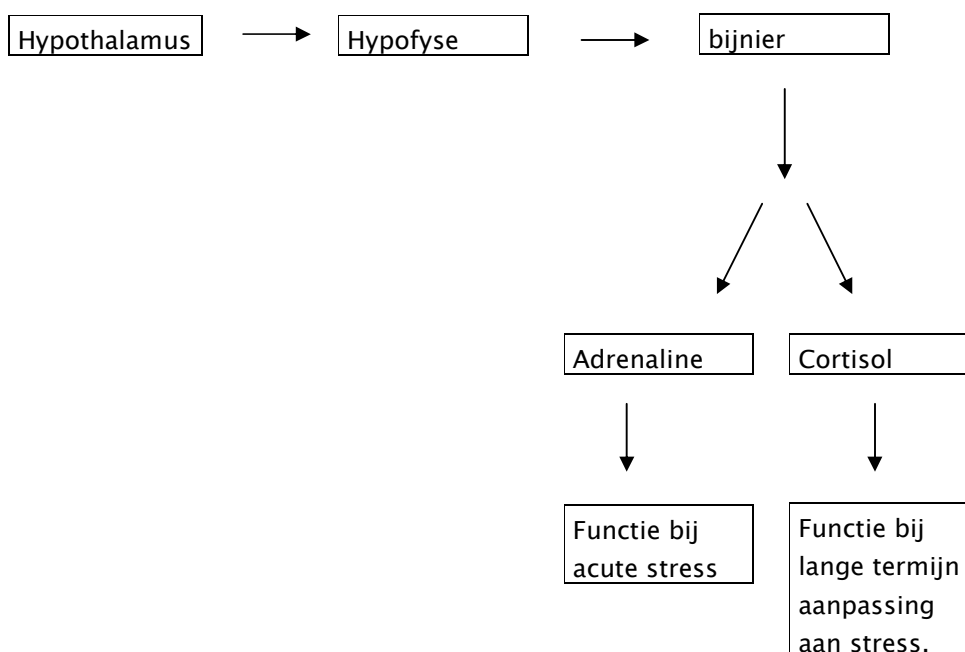 Hypothalamus
Hypofyse
bijnier
Adrenaline
Cortisol
Functie bij
acute stress
Functie bij
lange termijn
aanpassing
aan stress.